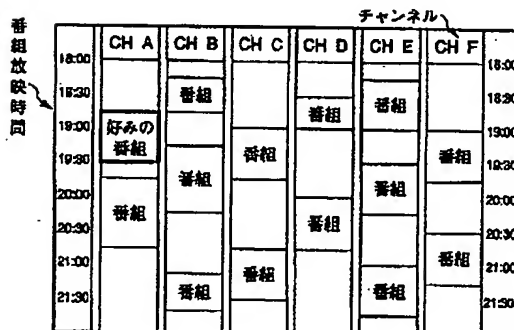 チャンネル
番組放映時間
CH A CH B CH C CH D CH E CH F
18:00 18:00
18:30 番組 番組 18:30
番組
19:00 好みの 19:00
番組 番組 番組
19:30 番組 番組 19:30
20:00 20:00
番組 番組
20:30 20:30
番組 番組
21:00 21:00
番組 番組
21:30 21:30